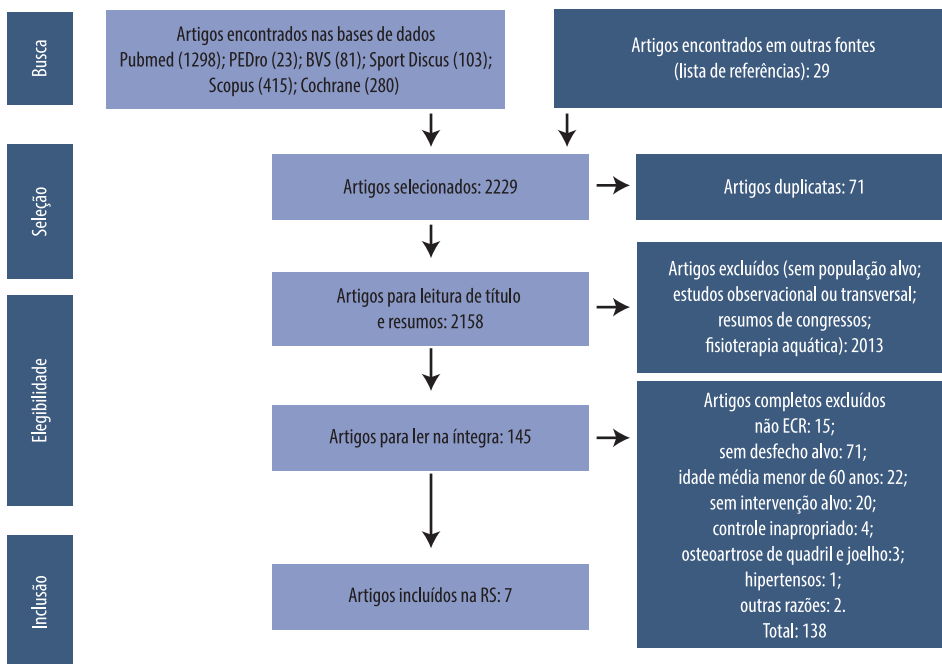 Busca
Artigos encontrados nas bases de dados
Pubmed (1298); PEDro (23); BVS (81); Sport Discus (103);
Scopus (415); Cochrane (280)
Artigos encontrados em outras fontes
(lista de referências): 29
Seleção
Artigos selecionados: 2229
Artigos duplicatas: 71
Elegibilidade
Artigos para leitura de título
e resumos: 2158
Artigos excluídos (sem população alvo;
estudos observacional ou transversal;
resumos de congressos;
fisioterapia aquática): 2013
Artigos para ler na íntegra: 145
Artigos completos excluídos
não ECR: 15;
sem desfecho alvo: 71;
idade média menor de 60 anos: 22;
sem intervenção alvo: 20;
controle inapropriado: 4;
osteoartrose de quadril e joelho:3;
hipertensos: 1;
outras razões: 2.
Total: 138
Inclusão
Artigos incluídos na RS: 7